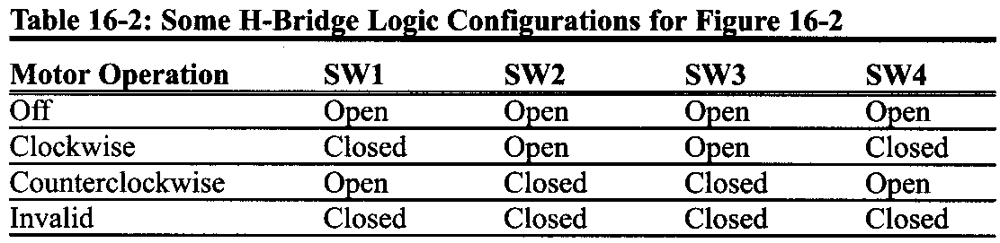 Table 16-2: Some H-Bridge Logic Configurations for Figure 16-2
Motor Operation SW1 SW2 SW3 SW4
Off Open Open Open Open
Clockwise Closed Open Open Closed
Counterclockwise Open Closed Closed Open
Invalid Closed Closed Closed Closed